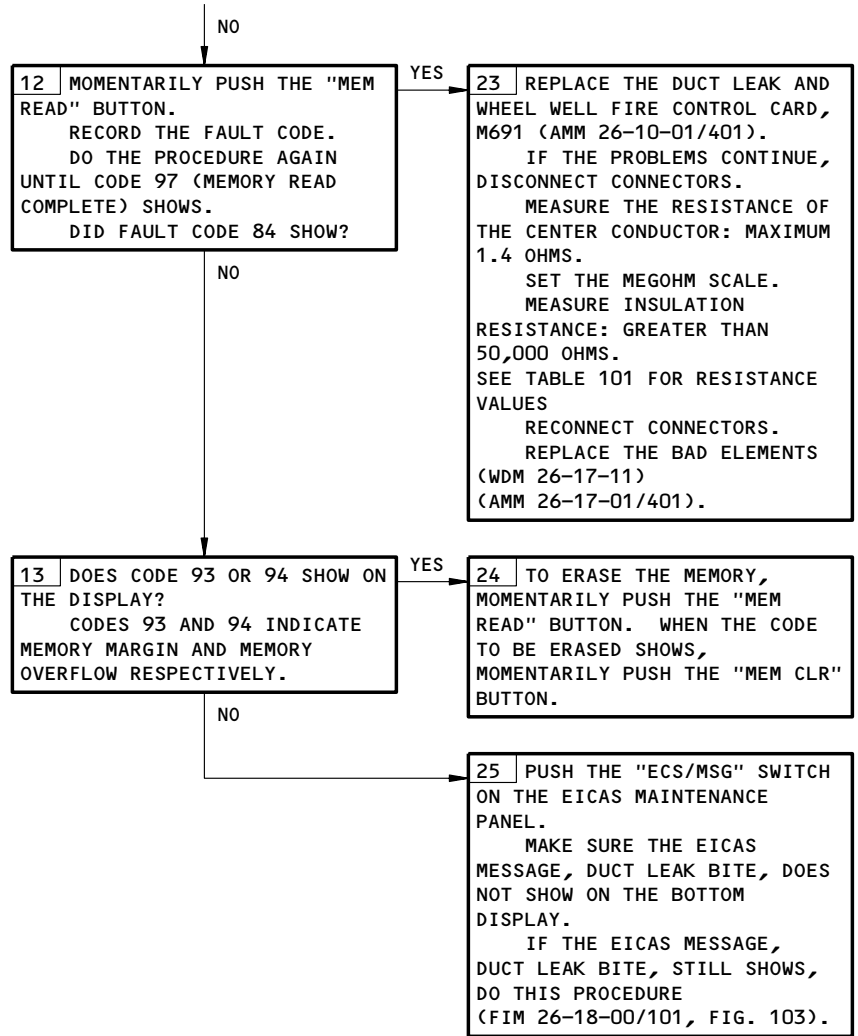 NO
12 MOMENTARILY PUSH THE "MEM
READ" BUTTON.
RECORD THE FAULT CODE.
DO THE PROCEDURE AGAIN
UNTIL CODE 97 (MEMORY READ
COMPLETE) SHOWS.
DID FAULT CODE 84 SHOW?
YES
23 REPLACE THE DUCT LEAK AND
WHEEL WELL FIRE CONTROL CARD,
M691 (AMM 26-10-01/401).
IF THE PROBLEMS CONTINUE,
DISCONNECT CONNECTORS.
MEASURE THE RESISTANCE OF
THE CENTER CONDUCTOR: MAXIMUM
1.4 OHMS.
SET THE MEGOHM SCALE.
MEASURE INSULATION
RESISTANCE: GREATER THAN
50,000 OHMS.
SEE TABLE 101 FOR RESISTANCE
VALUES
RECONNECT CONNECTORS.
REPLACE THE BAD ELEMENTS
(WDM 26-17-11)
(AMM 26-17-01/401).
NO
13 DOES CODE 93 OR 94 SHOW ON
THE DISPLAY?
CODES 93 AND 94 INDICATE
MEMORY MARGIN AND MEMORY
OVERFLOW RESPECTIVELY.
YES
24 TO ERASE THE MEMORY,
MOMENTARILY PUSH THE "MEM
READ" BUTTON. WHEN THE CODE
TO BE ERASED SHOWS,
MOMENTARILY PUSH THE "MEM CLR"
BUTTON.
NO
25 PUSH THE "ECS/MSG" SWITCH
ON THE EICAS MAINTENANCE
PANEL.
MAKE SURE THE EICAS
MESSAGE, DUCT LEAK BITE, DOES
NOT SHOW ON THE BOTTOM
DISPLAY.
IF THE EICAS MESSAGE,
DUCT LEAK BITE, STILL SHOWS,
DO THIS PROCEDURE
(FIM 26-18-00/101, FIG. 103).